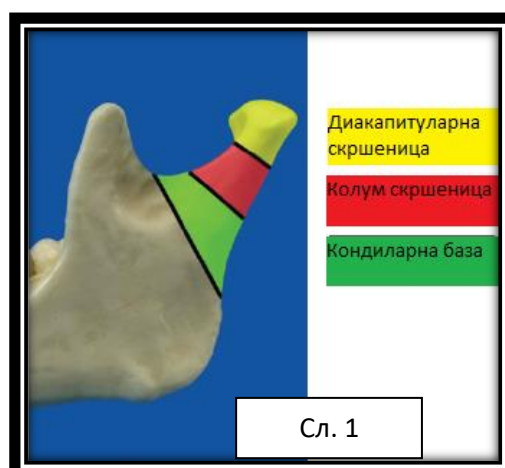 Диакапитуларна
скршеница
Колум скршеница
Кондиларна база
Сл. 1